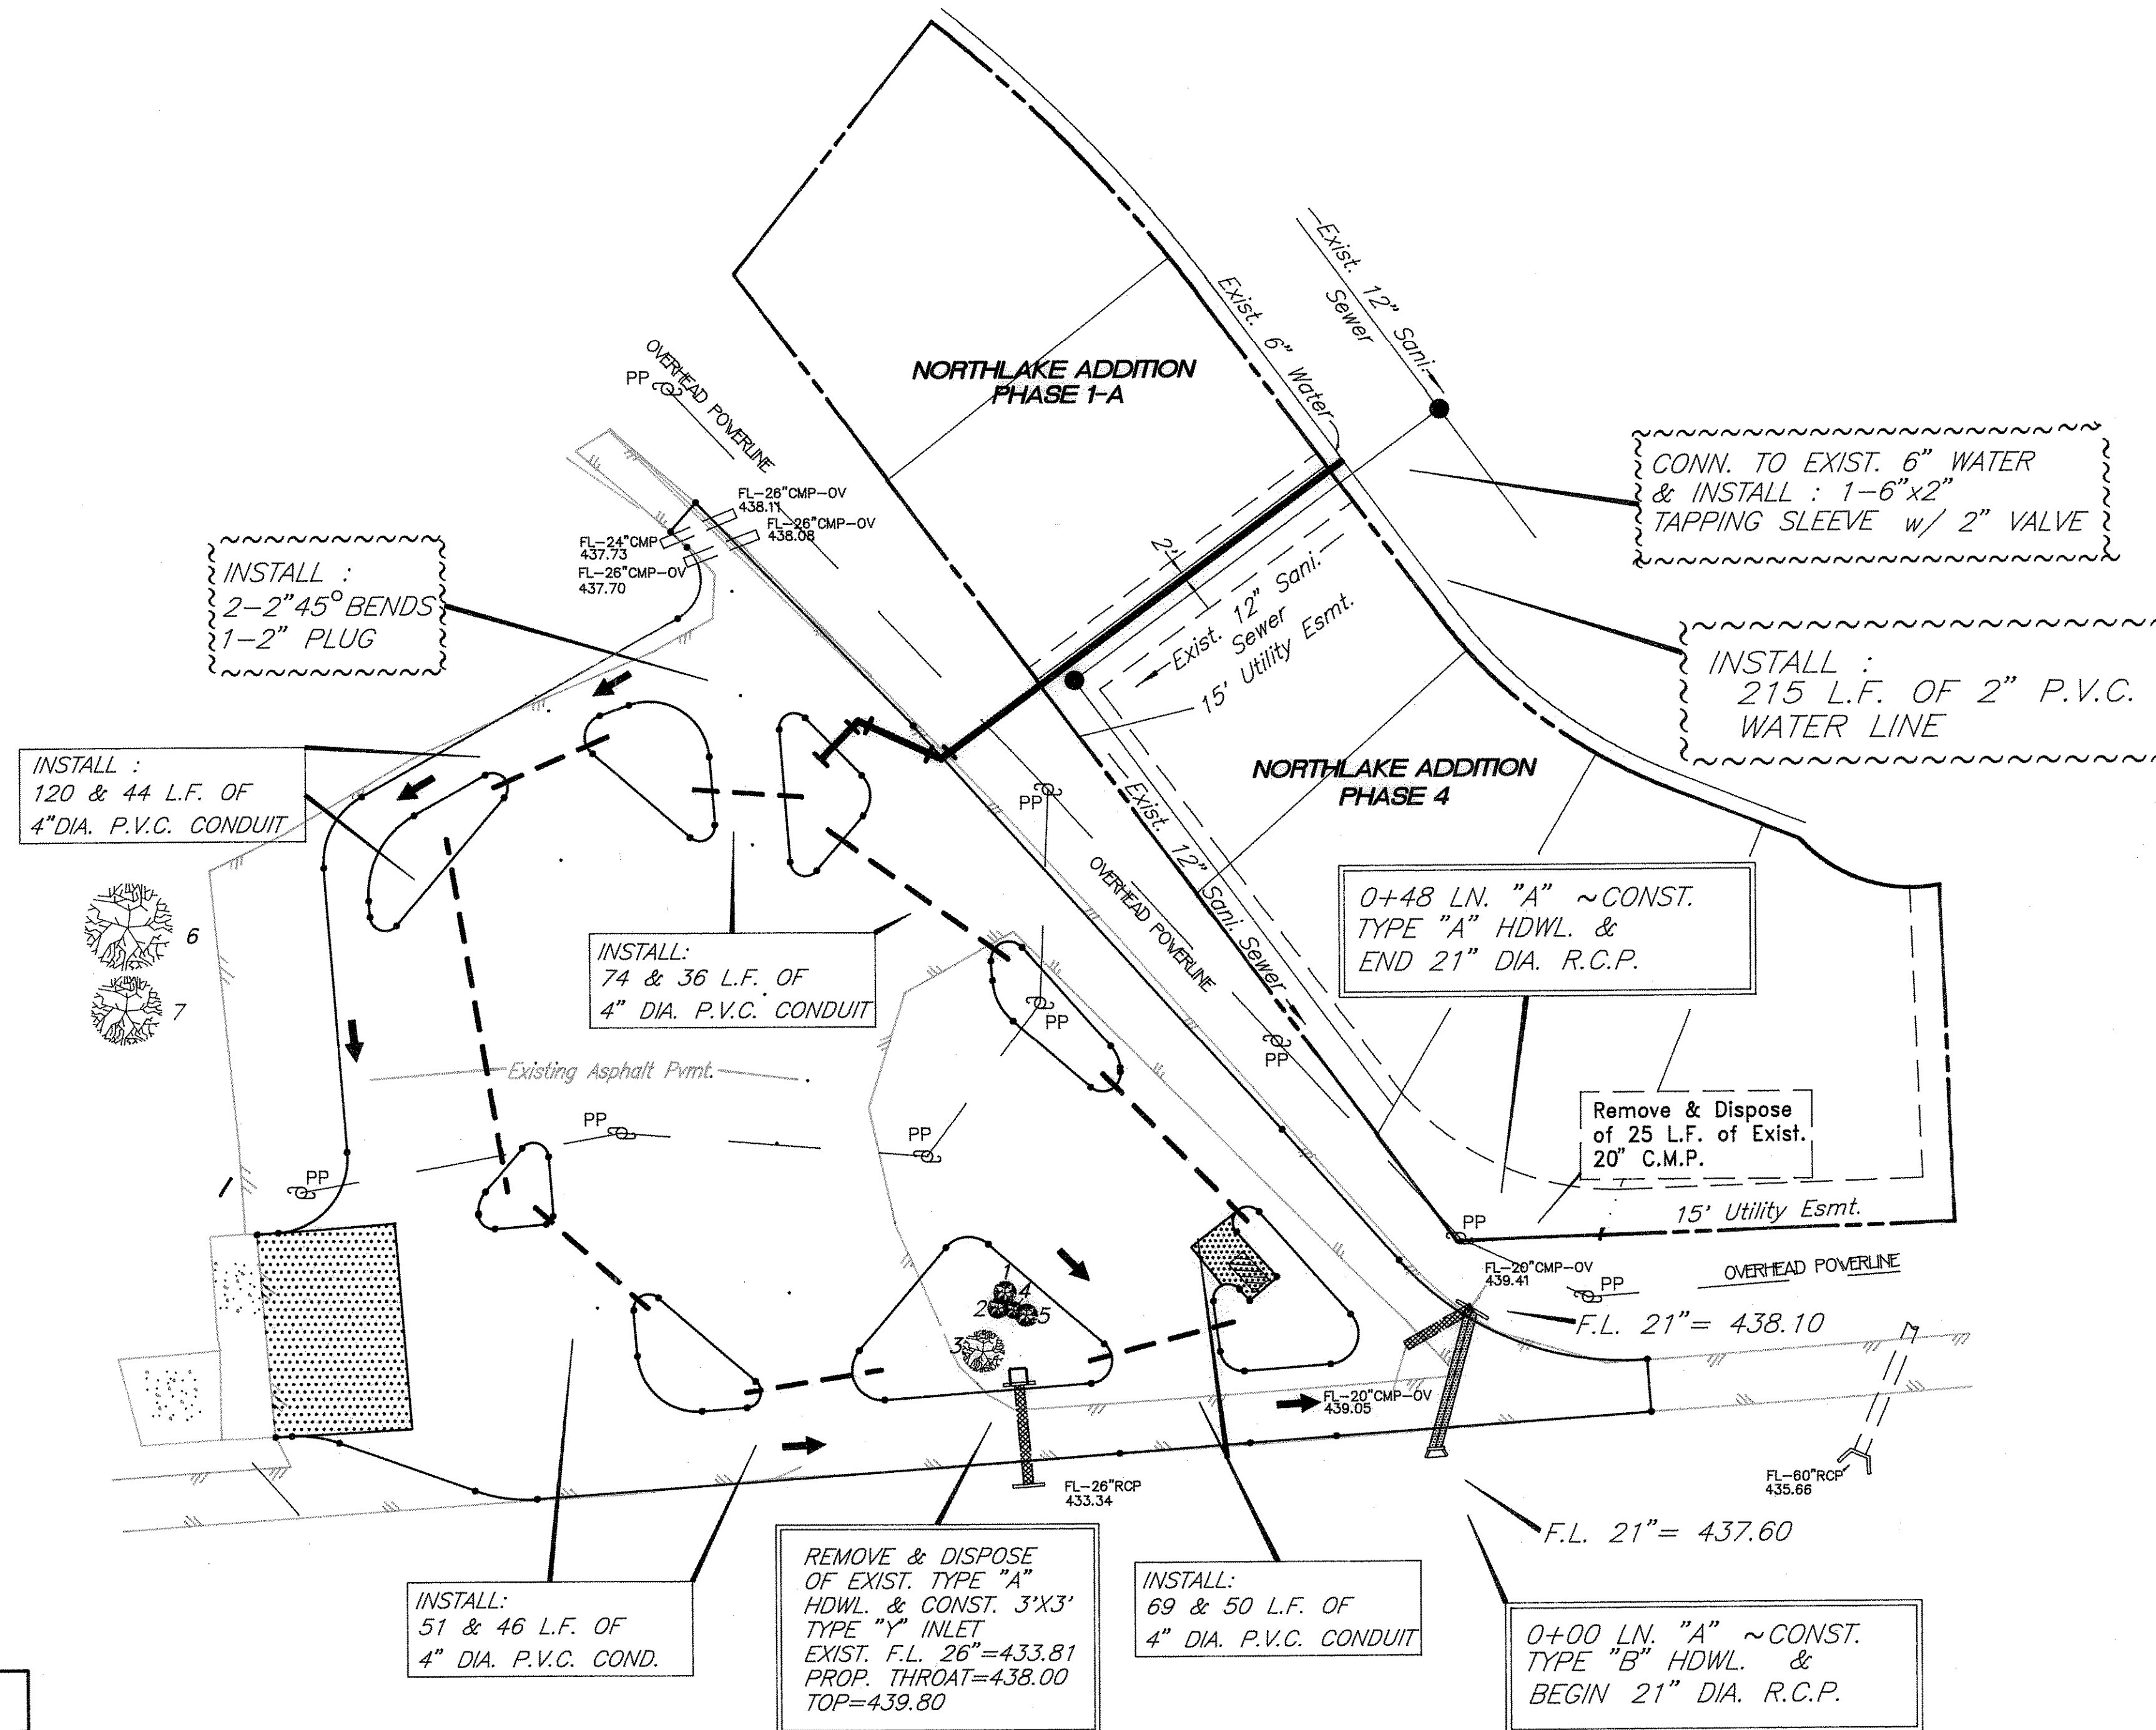 NORTHLAKE ADDITION
PHASE 1-A
Exist. 6" Water
Exist. 12" Sani.
Sewer
OVERHEAD POWERLINE
PP
FL-26"CMP-OV
438.11
FL-26"CMP-OV
438.08
FL-24"CMP
437.73
FL-26"CMP-OV
437.70
CONN. TO EXIST. 6" WATER
& INSTALL : 1-6"x2"
TAPPING SLEEVE w/ 2" VALVE
INSTALL :
2-2"45° BENDS
1-2" PLUG
2'
Exist. 12" Sani.
Sewer
15' Utility Esmt.
INSTALL :
215 L.F. OF 2" P.V.C.
WATER LINE
INSTALL :
120 & 44 L.F. OF
4"DIA. P.V.C. CONDUIT
NORTHLAKE ADDITION
PHASE 4
PP
Exist. 12" Sani. Sewer
OVERHEAD POWERLINE
0+48 LN. "A" ~CONST.
TYPE "A" HDWL. &
END 21" DIA. R.C.P.
6
7
INSTALL:
74 & 36 L.F. OF
4" DIA. P.V.C. CONDUIT
PP
PP
Existing Asphalt Pvmt.
PP
PP
PP
Remove & Dispose
of 25 L.F. of Exist.
20" C.M.P.
15' Utility Esmt.
PP
FL-20"CMP-OV
439.41
PP
OVERHEAD POWERLINE
F.L. 21"= 438.10
1
4
2
5
3
FL-20"CMP-OV
439.05
FL-26"RCP
433.34
FL-60"RCP
435.66
F.L. 21"= 437.60
INSTALL:
51 & 46 L.F. OF
4" DIA. P.V.C. COND.
REMOVE & DISPOSE
OF EXIST. TYPE "A"
HDWL. & CONST. 3'X3'
TYPE "Y" INLET
EXIST. F.L. 26"=433.81
PROP. THROAT=438.00
TOP=439.80
INSTALL:
69 & 50 L.F. OF
4" DIA. P.V.C. CONDUIT
0+00 LN. "A" ~CONST.
TYPE "B" HDWL. &
BEGIN 21" DIA. R.C.P.